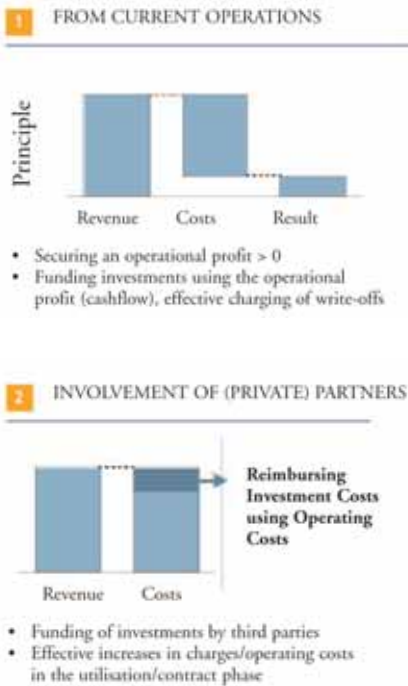 1 FROM CURRENT OPERATIONS
Principle
Revenue Costs Result
• Securing an operational profit > 0
• Funding investments using the operational
profit (cashflow), effective charging of write-offs
2 INVOLVEMENT OF (PRIVATE) PARTNERS
Reimbursing
Investment Costs
using Operating
Costs
Revenue Costs
• Funding of investments by third parties
• Effective increases in charges/operating costs
in the utilisation/contract phase